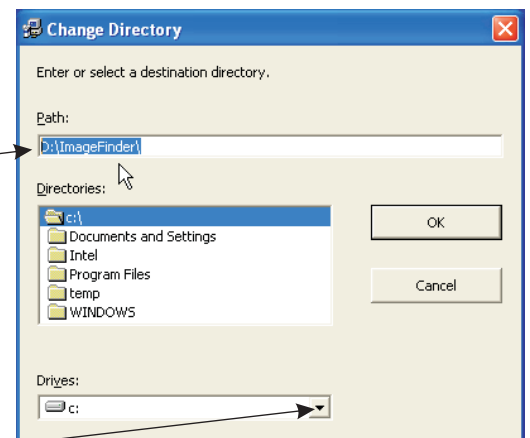 Change Directory
Enter or select a destination directory.
Path:
D:\ImageFinder\
Directories:
c:\
Documents and Settings
Intel
Program Files
temp
WINDOWS
OK
Cancel
Drives:
c: